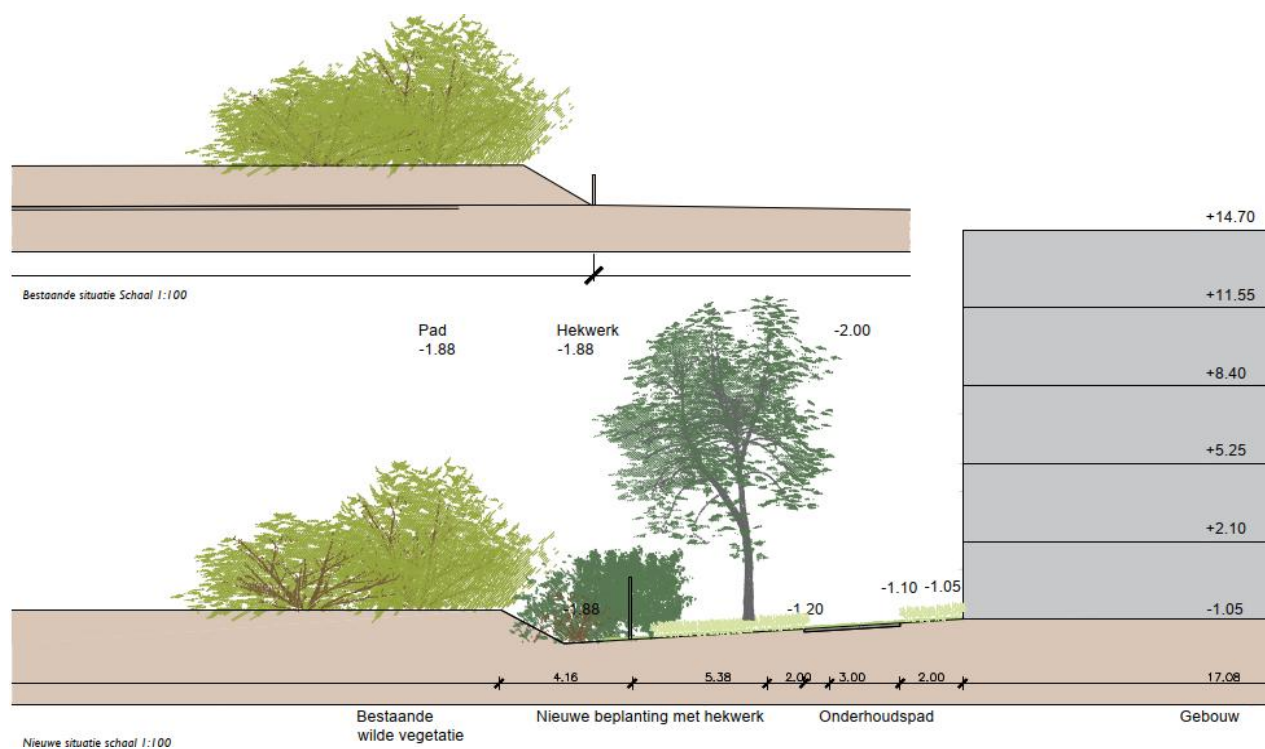 +14.70
Bestaande situatie Schaal 1:100
+11.55
Pad
-1.88
Hekwerk
-1.88
-2.00
+8.40
+5.25
+2.10
-1.10 -1.05
-1.88
-1.20
-1.05
4.16
5.38
2.00
3.00
2.00
17.08
Bestaande
wilde vegetatie
Nieuwe beplanting met hekwerk
Onderhoudspad
Gebouw
Nieuwe situatie schaal 1:100